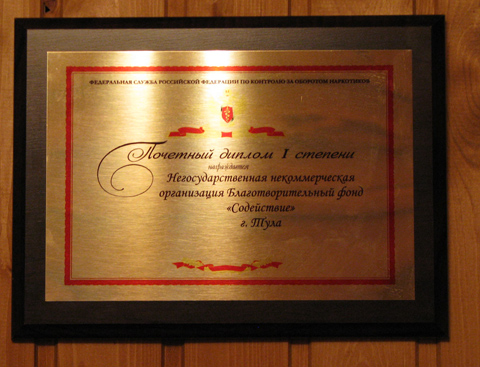 ФЕДЕРАЛЬНАЯ СЛУЖБА РОССИЙСКОЙ ФЕДЕРАЦИИ ПО КОНТРОЛЮ ЗА ОБОРОТОМ НАРКОТИКОВ
Почетный диплом I степени
награждается
Негосударственная некоммерческая
организация Благотворительный фонд
«Содействие»
г. Тула